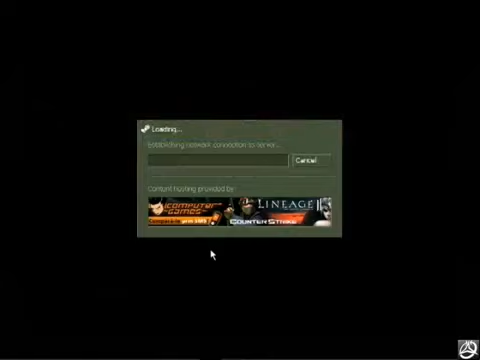 Loading...
Establishing network connection to server...
Cancel
Content hosting provided by:
COMPUTER
GAMES
LINEAGE II
COUNTER STRIKE